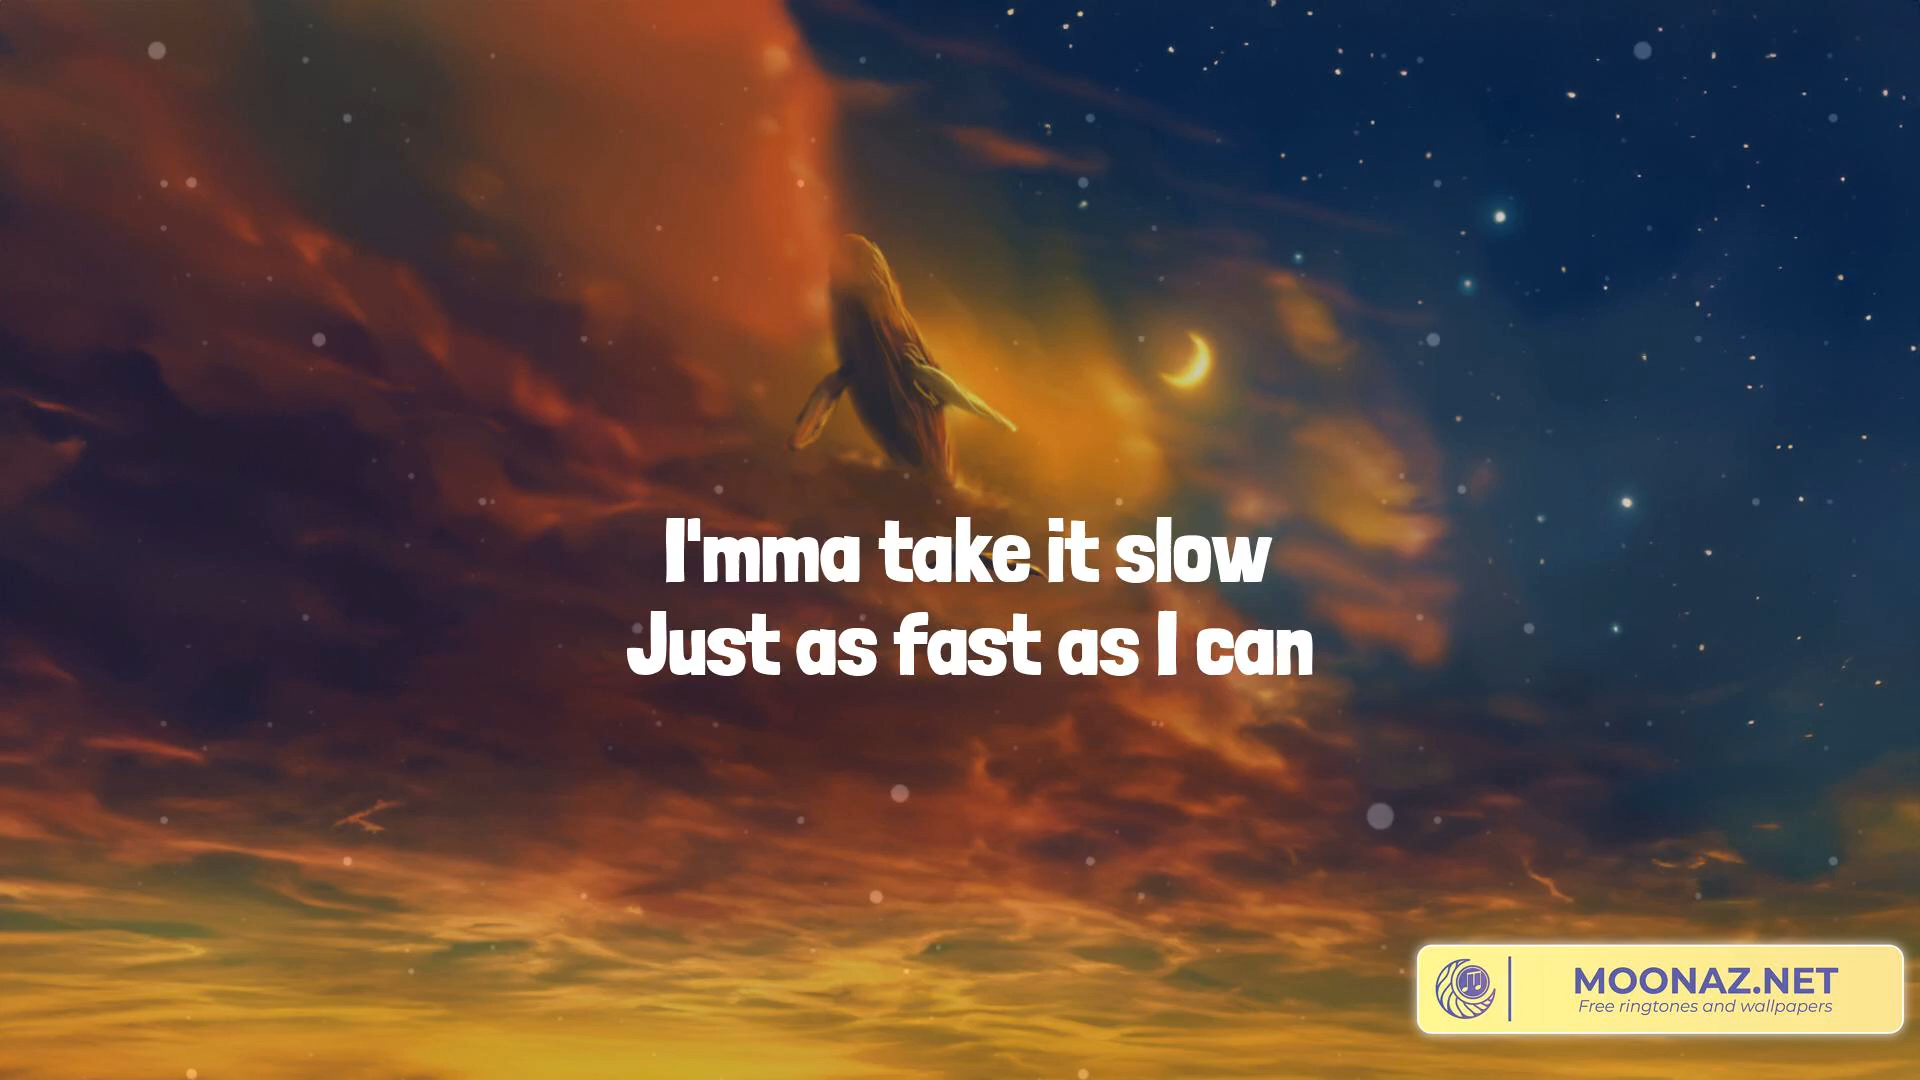 I'mma take it slow
Just as fast as I can
MOONAZ.NET
Free ringtones and wallpapers